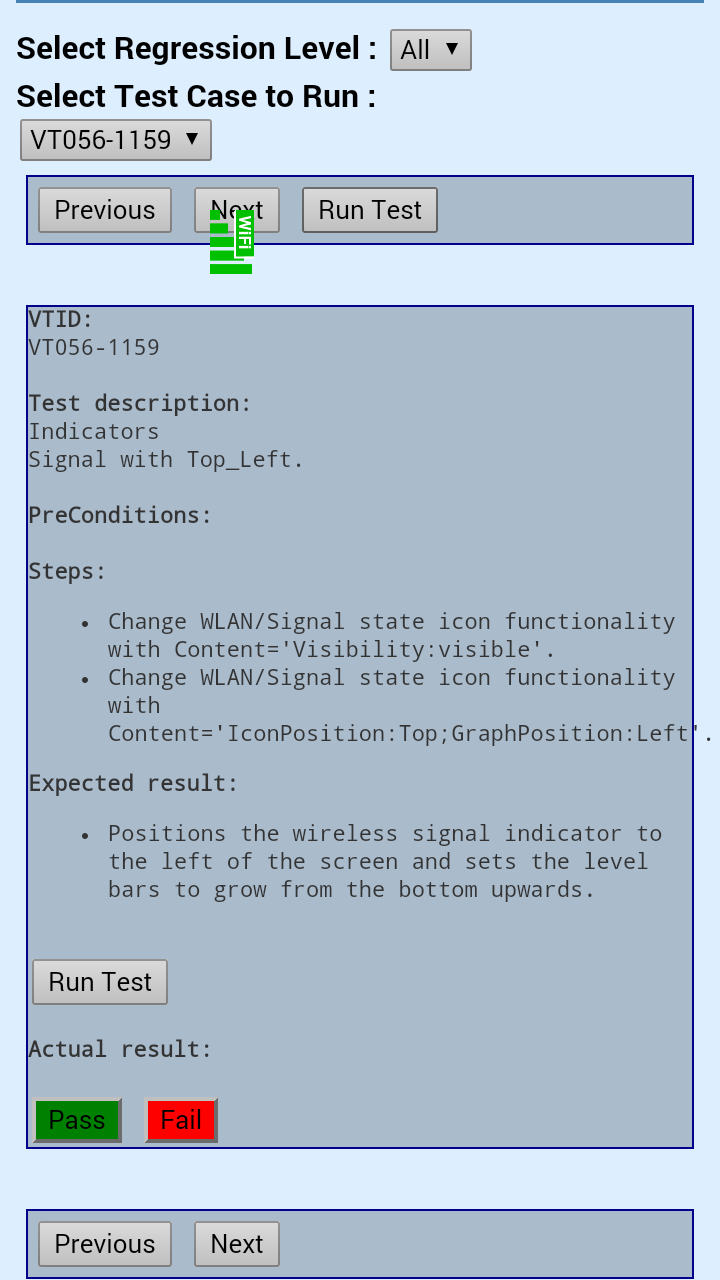 Select Regression Level : All ▼
Select Test Case to Run :
VT056-1159 ▼
Previous Next Run Test
WiFi
VTID:
VT056-1159
Test description:
Indicators
Signal with Top_Left.
PreConditions:
Steps:
• Change WLAN/Signal state icon functionality
with Content='Visibility:visible'.
• Change WLAN/Signal state icon functionality
with
Content='IconPosition:Top;GraphPosition:Left'.
Expected result:
• Positions the wireless signal indicator to
the left of the screen and sets the level
bars to grow from the bottom upwards.
Run Test
Actual result:
Pass Fail
Previous Next